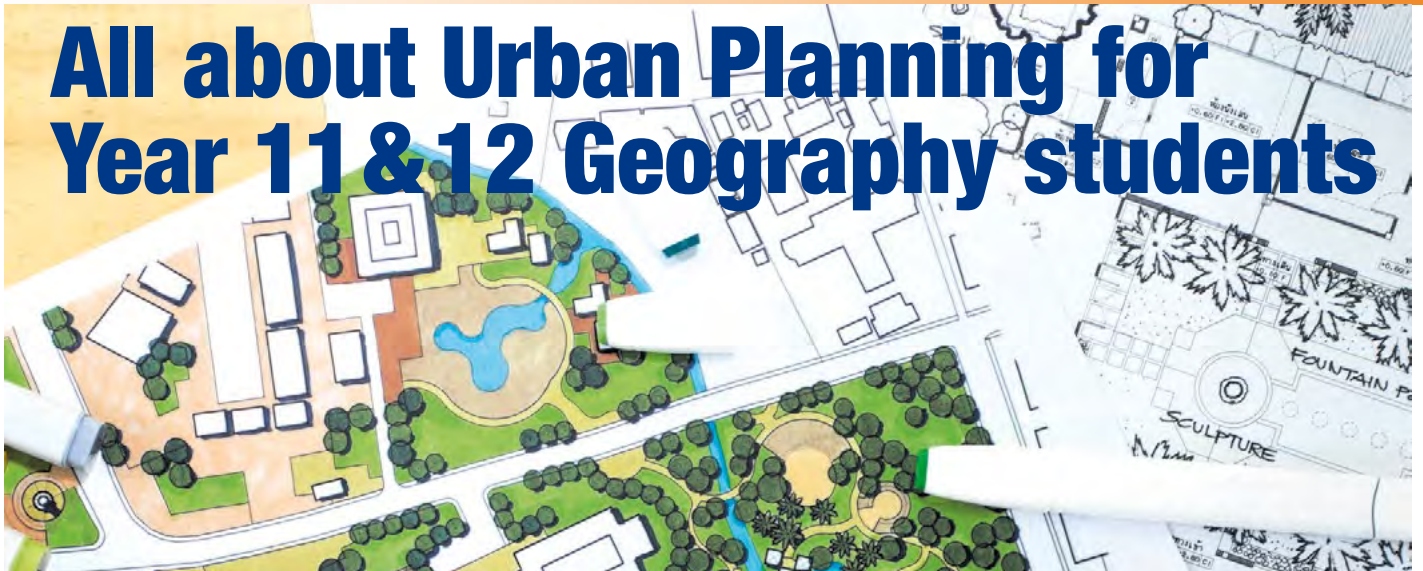 All about Urban Planning for
Year 11 & 12 Geography students
FOUNTAIN
SCULPTURE